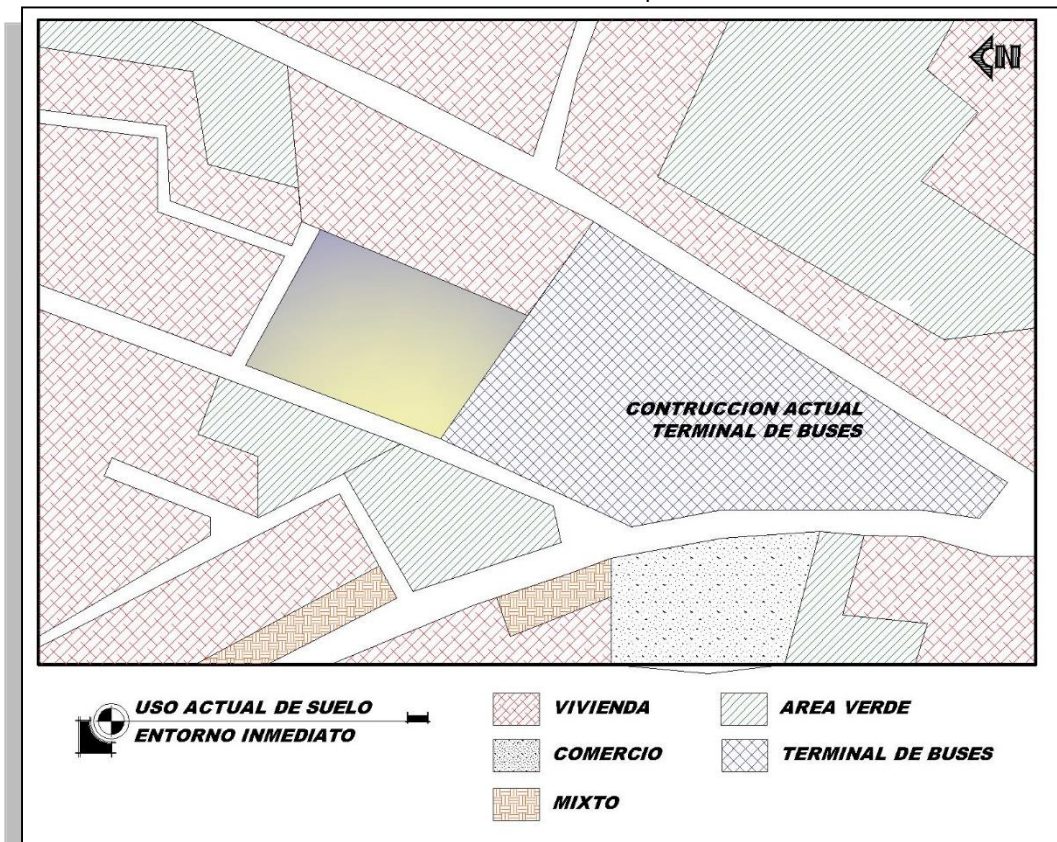 N
CONTRUCCION ACTUAL
TERMINAL DE BUSES
USO ACTUAL DE SUELO
ENTORNO INMEDIATO
VIVIENDA
AREA VERDE
COMERCIO
TERMINAL DE BUSES
MIXTO